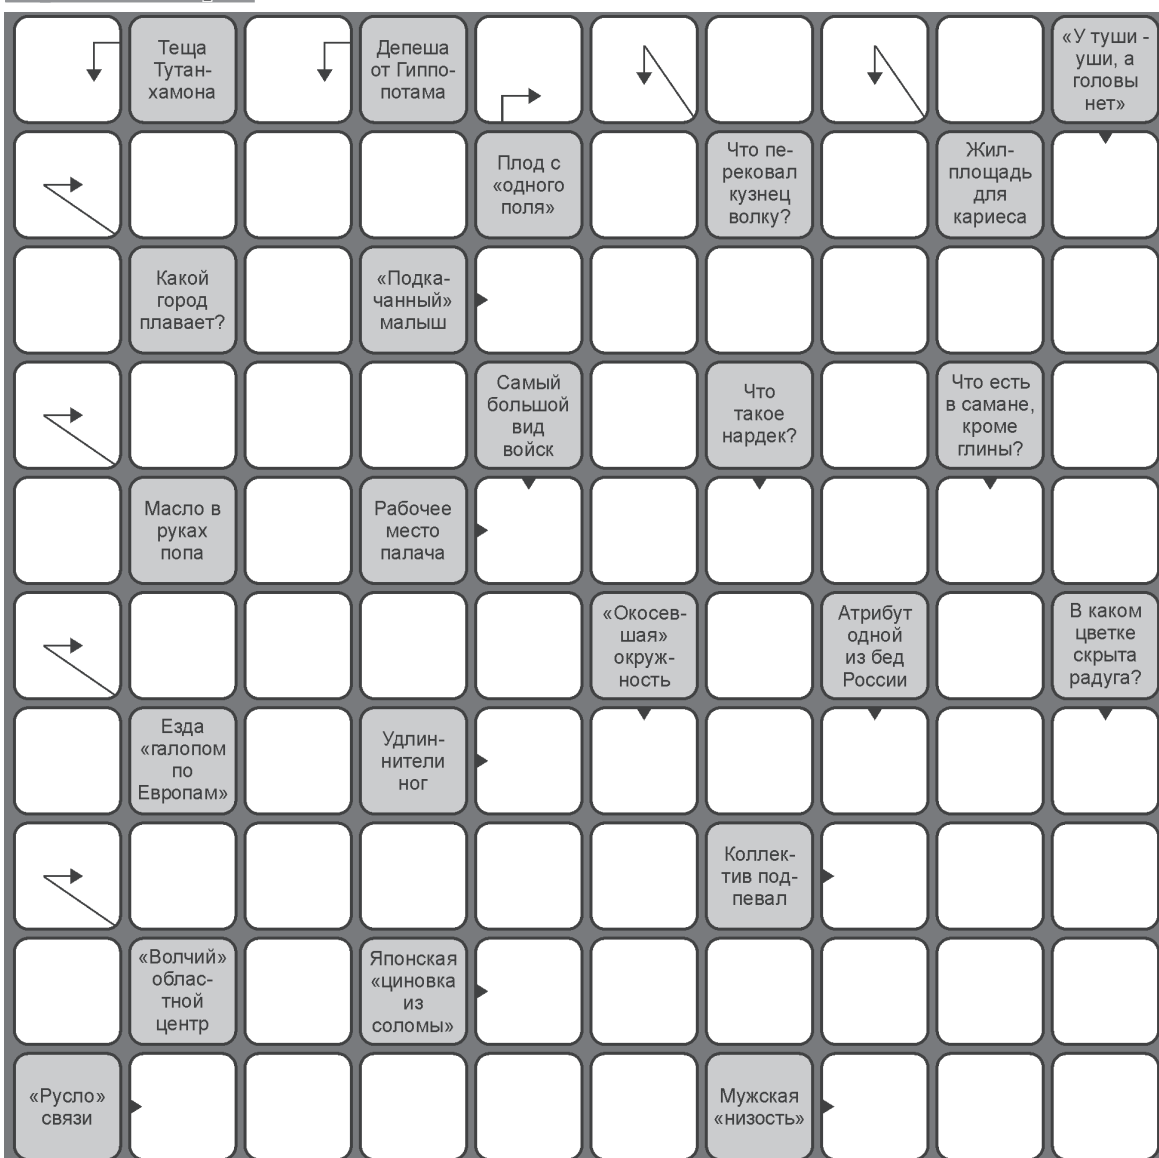 Теща
Тутан-
хамона
Депеша
от Гиппо-
потама
«У туши -
уши, а
головы
нет»
Плод с
«одного
поля»
Что пе-
рековал
кузнец
волку?
Жил-
площадь
для
кариеса
Какой
город
плавает?
«Подка-
чанный»
малыш
Самый
большой
вид
войск
Что
такое
нардек?
Что есть
в самане,
кроме
глины?
Масло в
руках
попа
Рабочее
место
палача
«Окосев-
шая»
окруж-
ность
Атрибут
одной
из бед
России
В каком
цветке
скрыта
радуга?
Езда
«галопом
по
Европам»
Удлин-
нители
ног
Коллек-
тив под-
певал
«Волчий»
облас-
тной
центр
Японская
«циновка
из
соломы»
«Русло»
связи
Мужская
«низость»